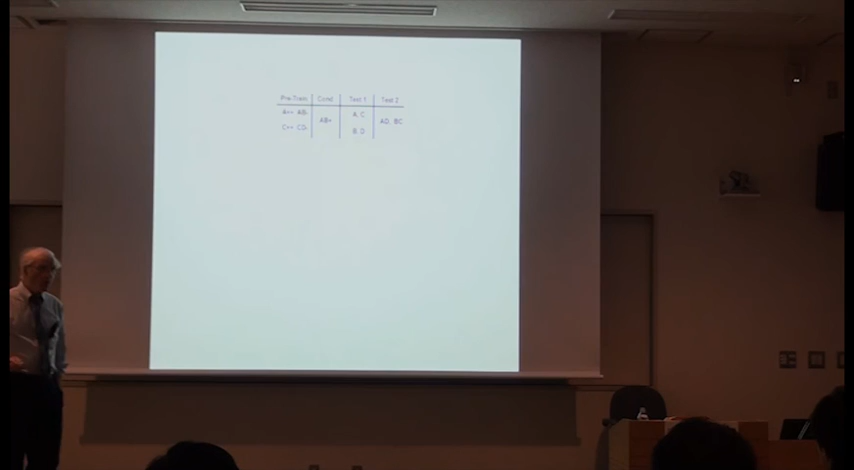 Pre-Train Cond Test 1 Test 2
A++ AB- A, C
AB+ AD, BC
C++ CD- B, D